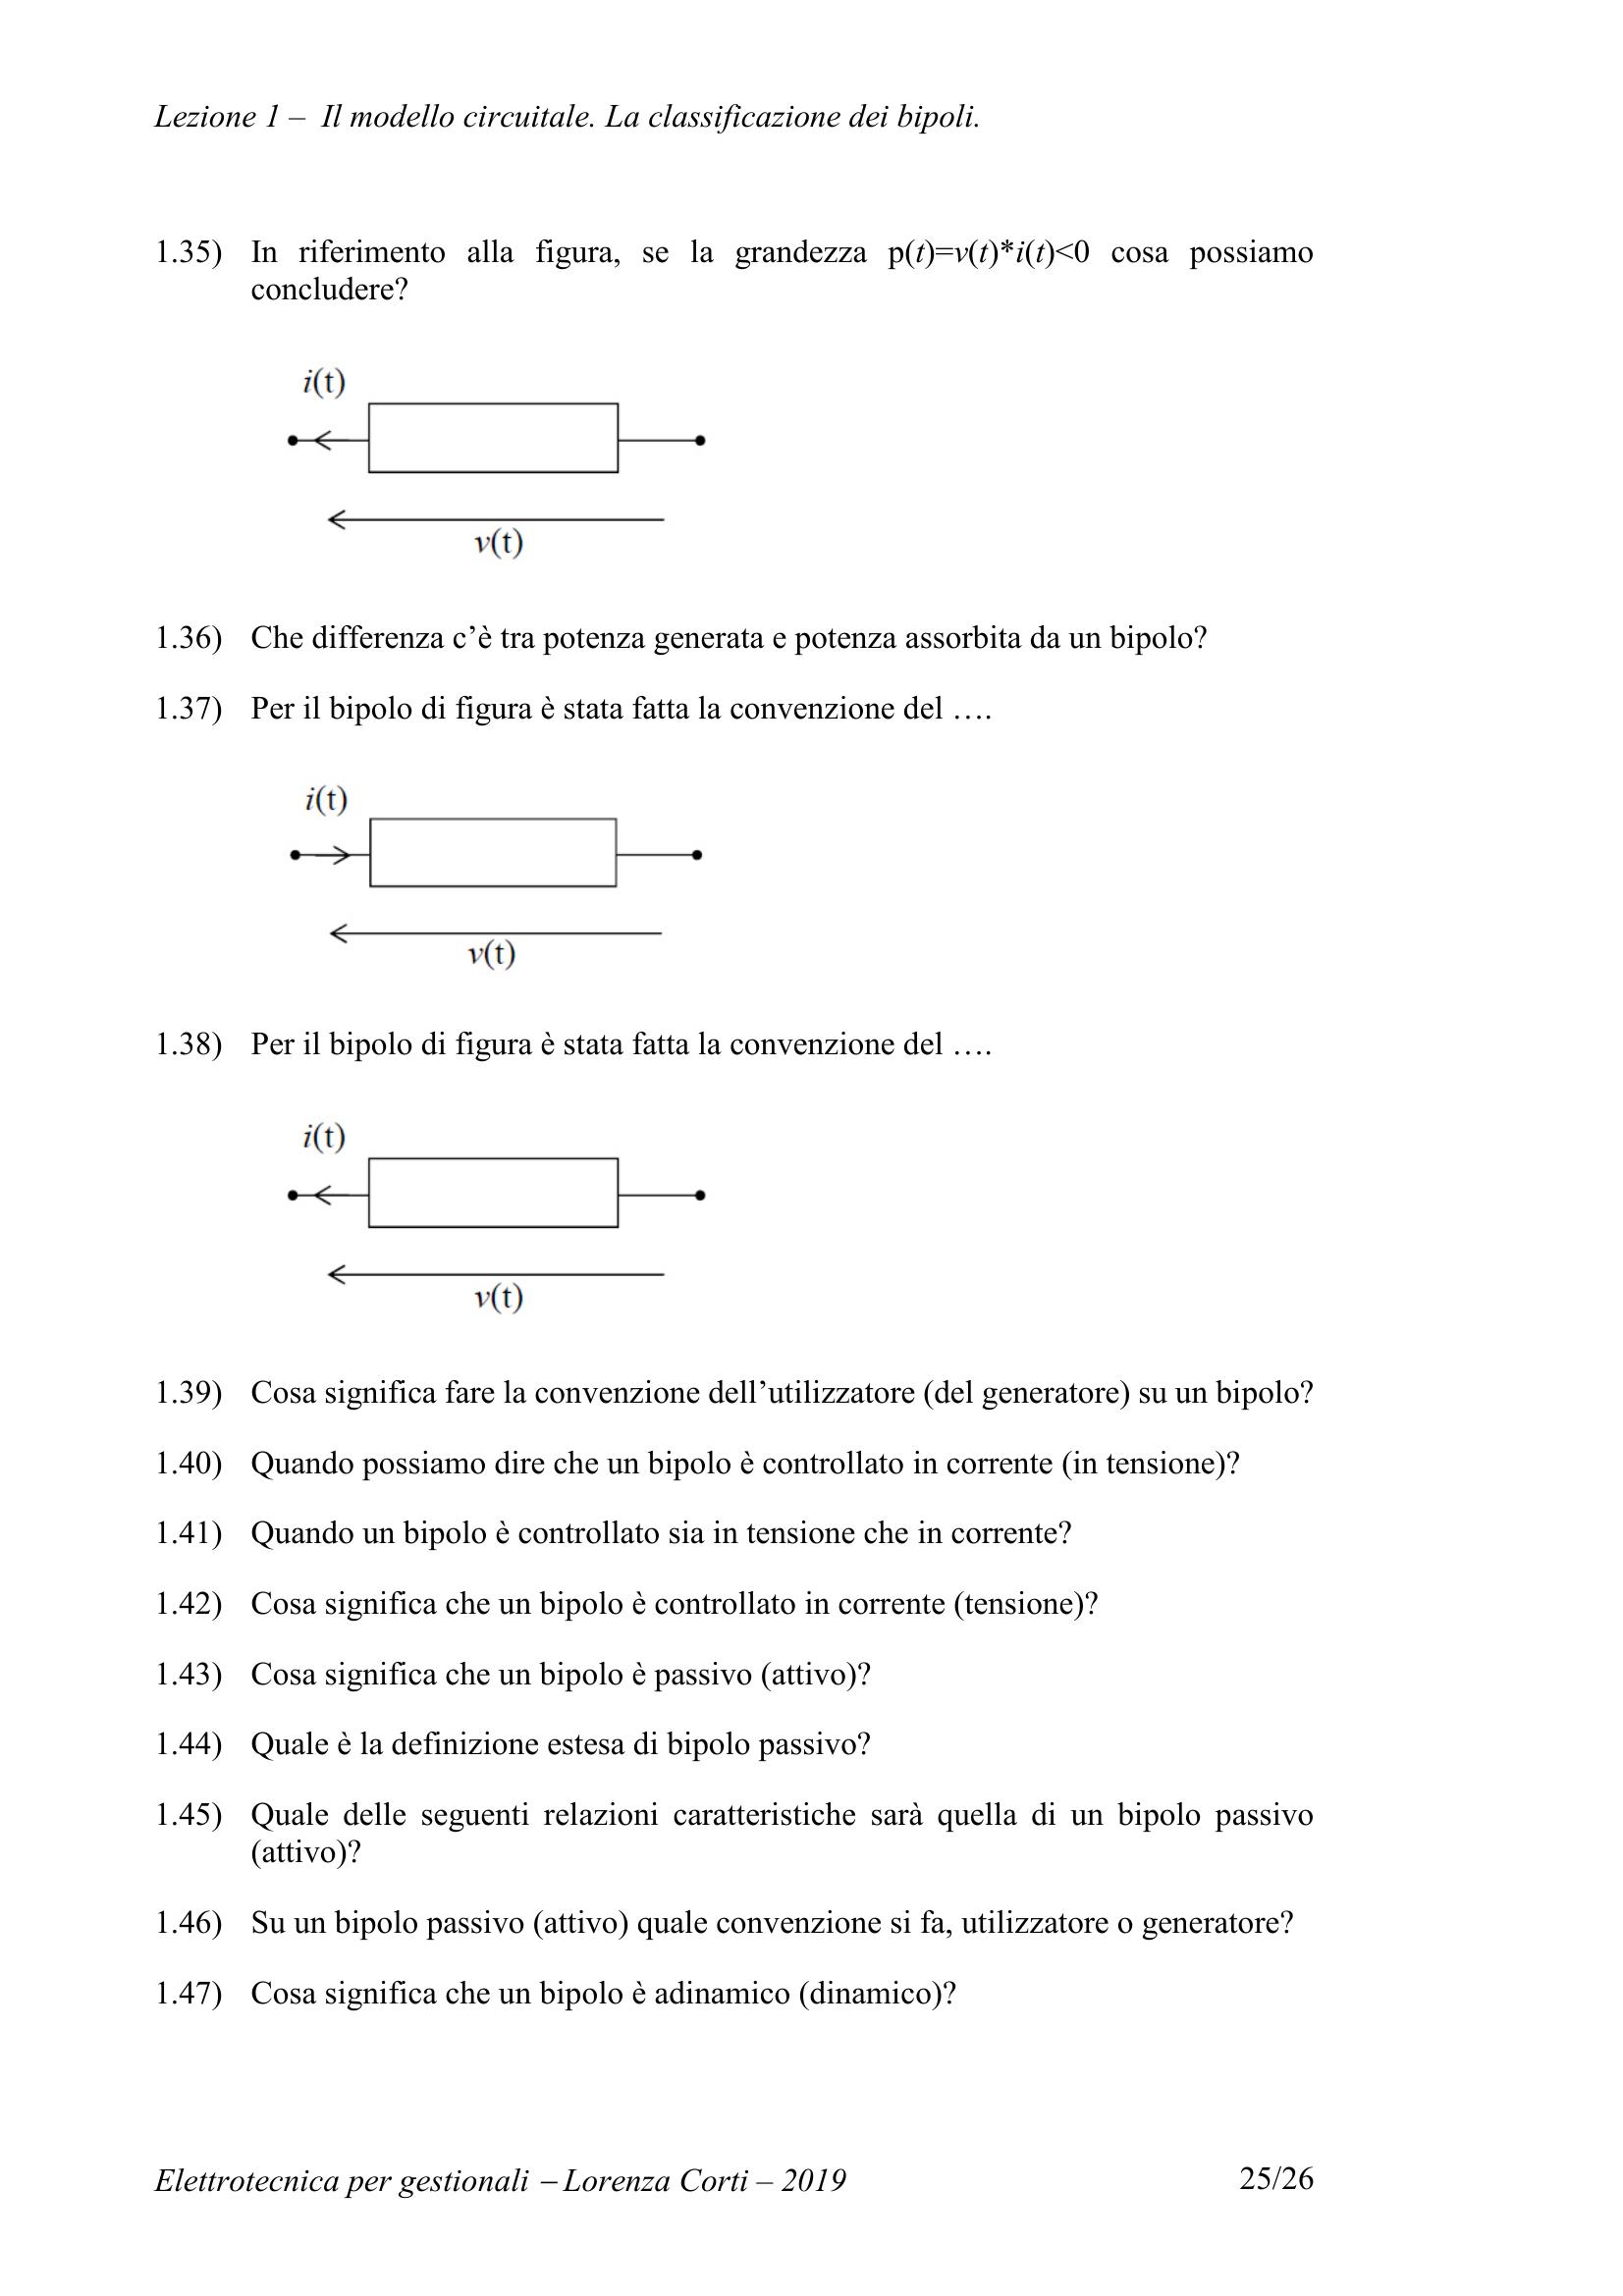 Lezione 1 – Il modello circuitale. La classificazione dei bipoli.
1.35) In riferimento alla figura, se la grandezza p(t)=v(t)*i(t)<0 cosa possiamo
concludere?
i(t)
v(t)
1.36) Che differenza c’è tra potenza generata e potenza assorbita da un bipolo?
1.37) Per il bipolo di figura è stata fatta la convenzione del ….
i(t)
v(t)
1.38) Per il bipolo di figura è stata fatta la convenzione del ….
i(t)
v(t)
1.39) Cosa significa fare la convenzione dell’utilizzatore (del generatore) su un bipolo?
1.40) Quando possiamo dire che un bipolo è controllato in corrente (in tensione)?
1.41) Quando un bipolo è controllato sia in tensione che in corrente?
1.42) Cosa significa che un bipolo è controllato in corrente (tensione)?
1.43) Cosa significa che un bipolo è passivo (attivo)?
1.44) Quale è la definizione estesa di bipolo passivo?
1.45) Quale delle seguenti relazioni caratteristiche sarà quella di un bipolo passivo
(attivo)?
1.46) Su un bipolo passivo (attivo) quale convenzione si fa, utilizzatore o generatore?
1.47) Cosa significa che un bipolo è adinamico (dinamico)?
Elettrotecnica per gestionali – Lorenza Corti – 2019 25/26